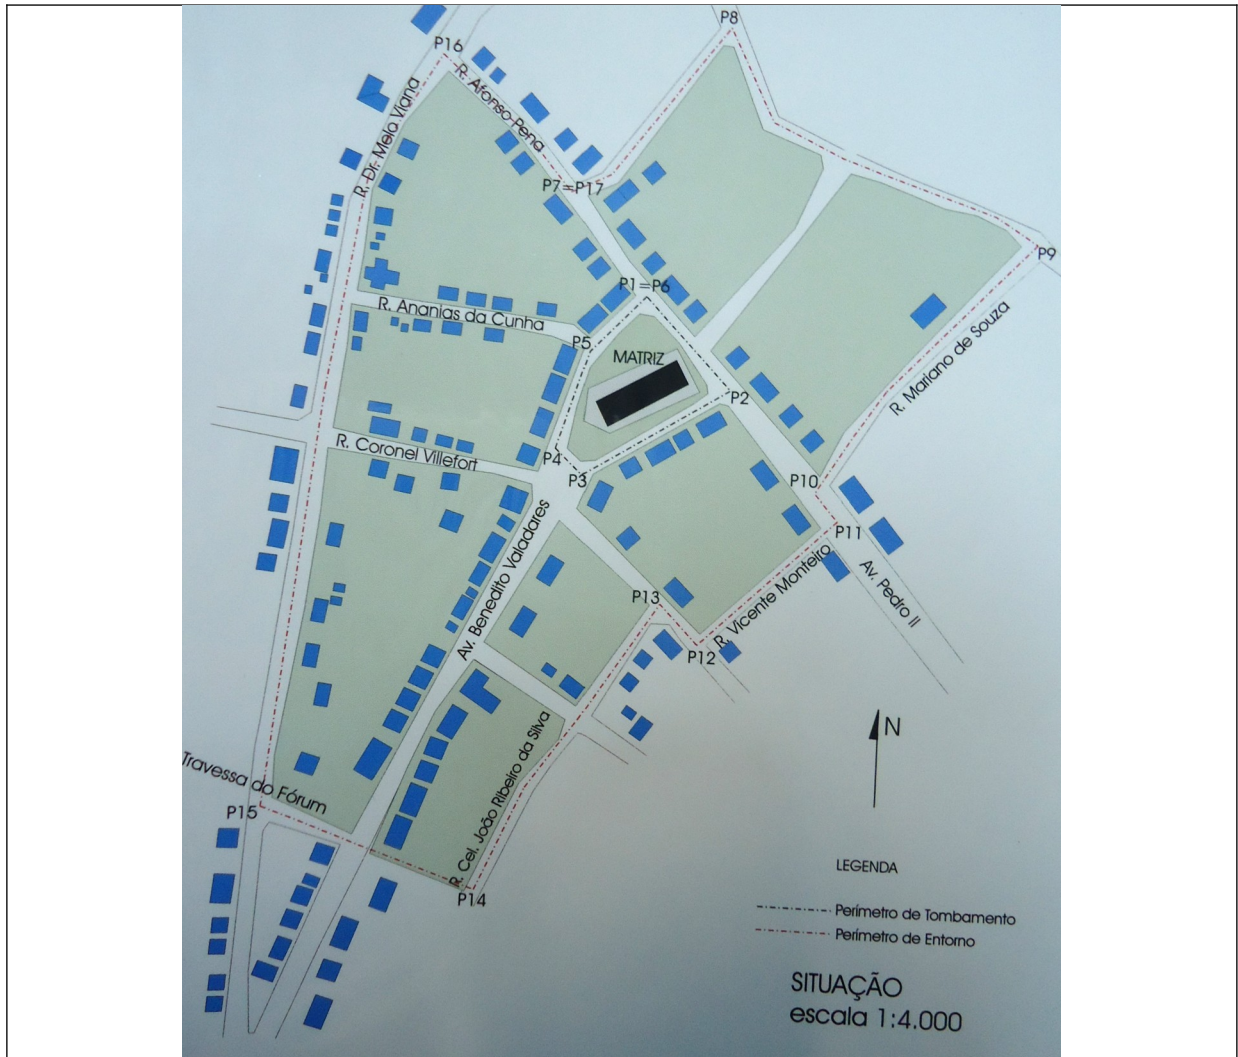 P8
P16
R. Afonso Pena
R. Dr. Melo Viana
P7=P17
P9
P1=P6
R. Ananias da Cunha
P5
MATRIZ
R. Mariano de Souza
P2
R. Coronel Villefort
P4
P3
P10
Av. Benedito Valadares
P11
Av. Pedro II
R. Vicente Monteiro
P13
P12
N
R. Cel. João Ribeiro da Silva
Travessa do Fórum
P15
P14
LEGENDA
Perímetro de Tombamento
Perímetro de Entorno
SITUAÇÃO
escala 1:4.000